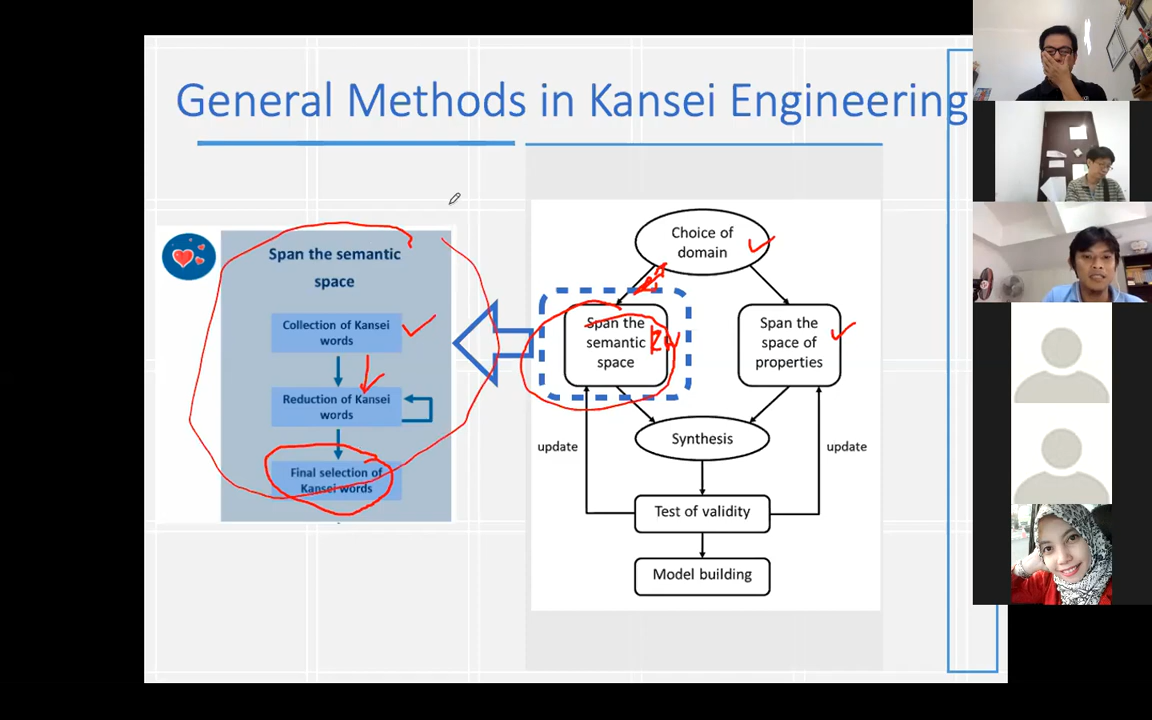 General Methods in Kansei Engineering
Span the semantic
space
Collection of Kansei
words
Reduction of Kansei
words
Final selection of
Kansei words
Choice of
domain
Span the
semantic
space
KW
Span the
space of
properties
Synthesis
update
update
Test of validity
Model building